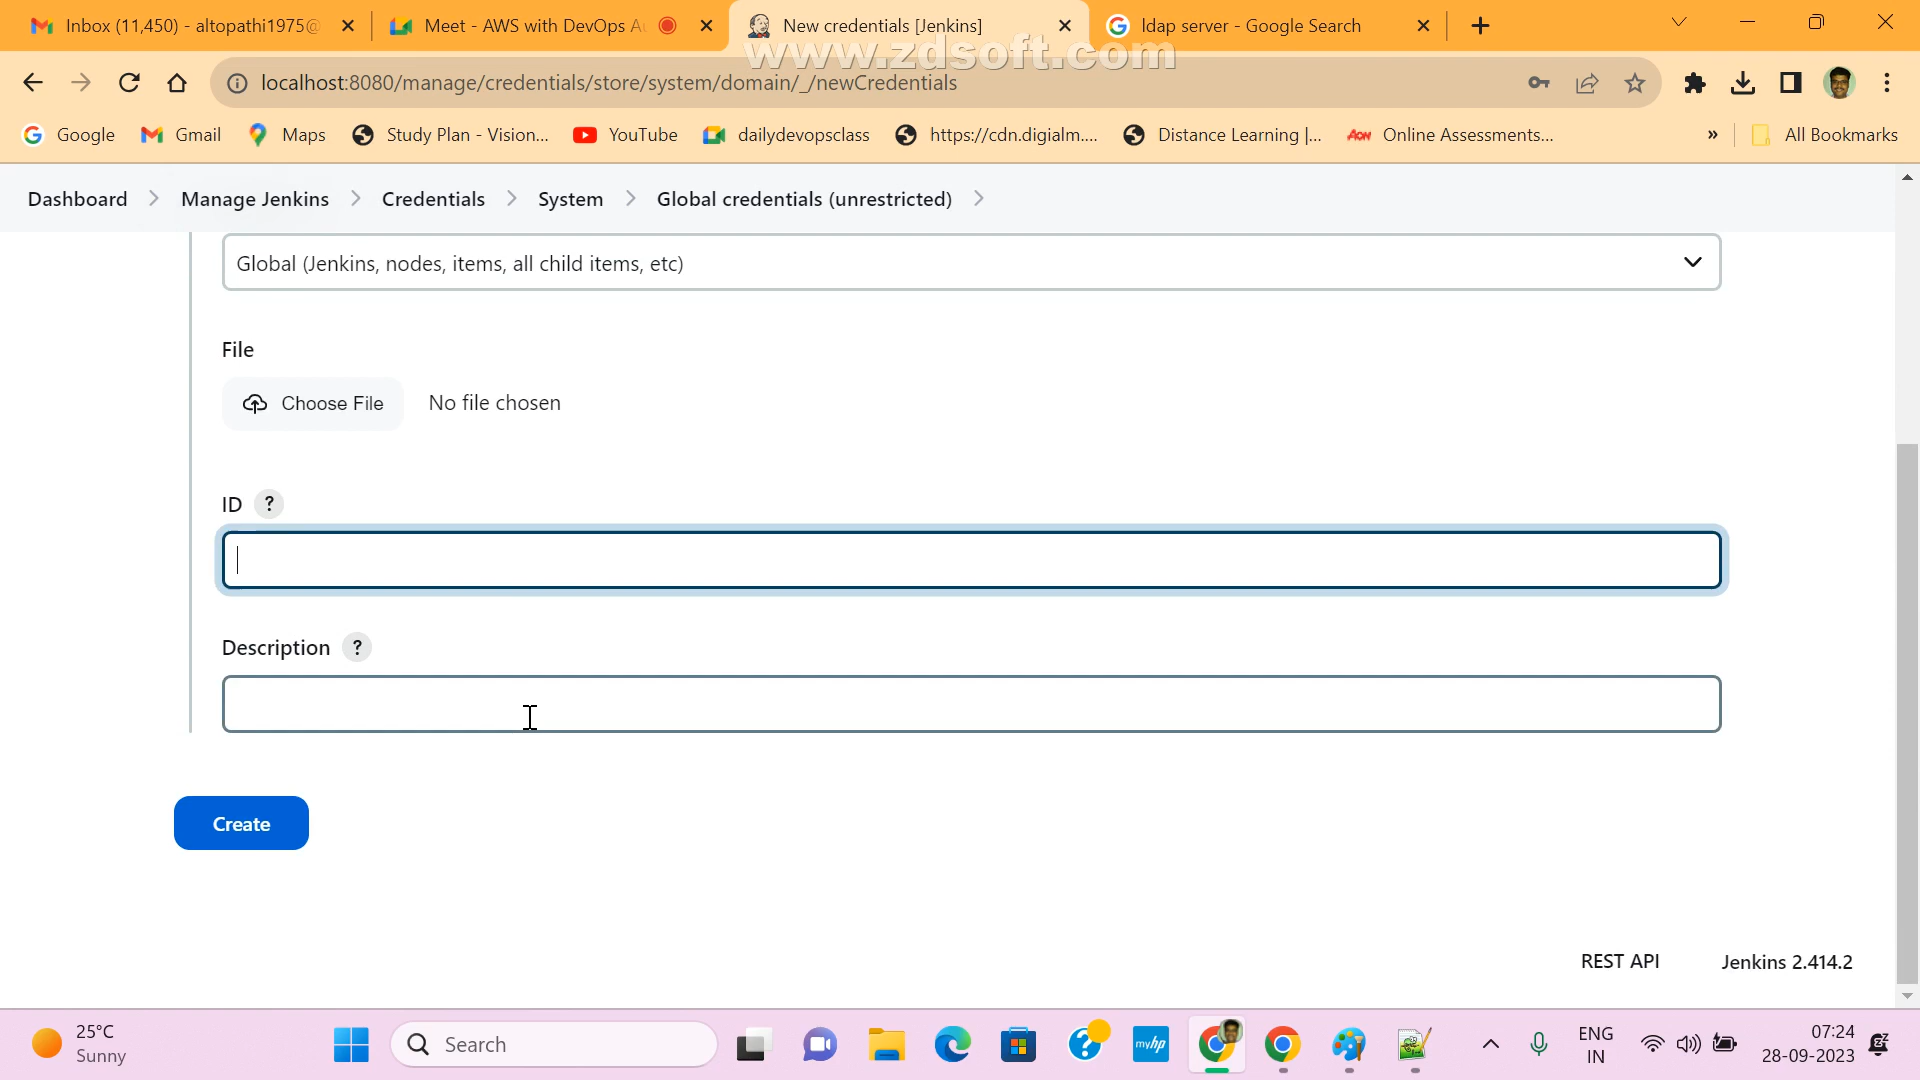 Inbox (11,450) - altopathi1975@
Meet - AWS with DevOps Au
New credentials [Jenkins]
ldap server - Google Search
www.zdsoft.com
localhost:8080/manage/credentials/store/system/domain/_/newCredentials
Google
Gmail
Maps
Study Plan - Vision...
YouTube
dailydevopsclass
https://cdn.digialm....
Distance Learning |...
Aon
Online Assessments...
»
All Bookmarks
Dashboard
Manage Jenkins
Credentials
System
Global credentials (unrestricted)
Global (Jenkins, nodes, items, all child items, etc)
File
Choose File
No file chosen
ID ?
Description ?
Create
REST API
Jenkins 2.414.2
25°C
Sunny
Search
myhp
ENG
IN
07:24
28-09-2023